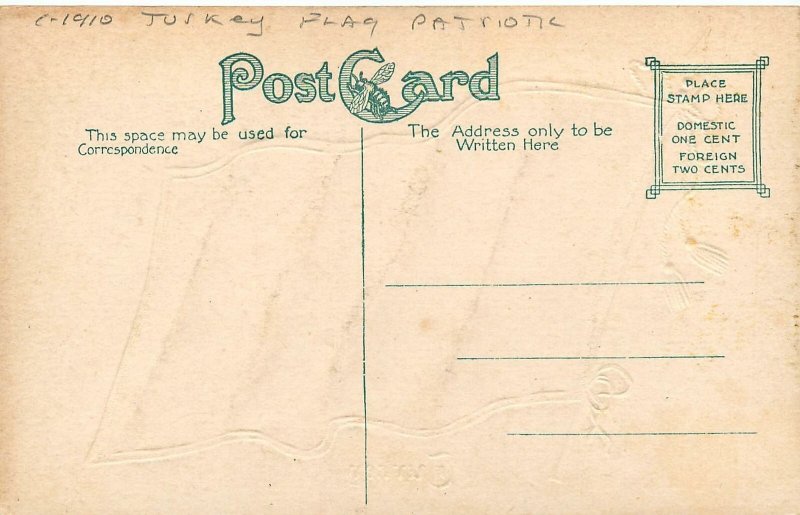 C-1910 TURKEY FLAG PATRIOTIC
Post Card
This space may be used for
Correspondence
The Address only to be
Written Here
PLACE
STAMP HERE
DOMESTIC
ONE CENT
FOREIGN
TWO CENTS